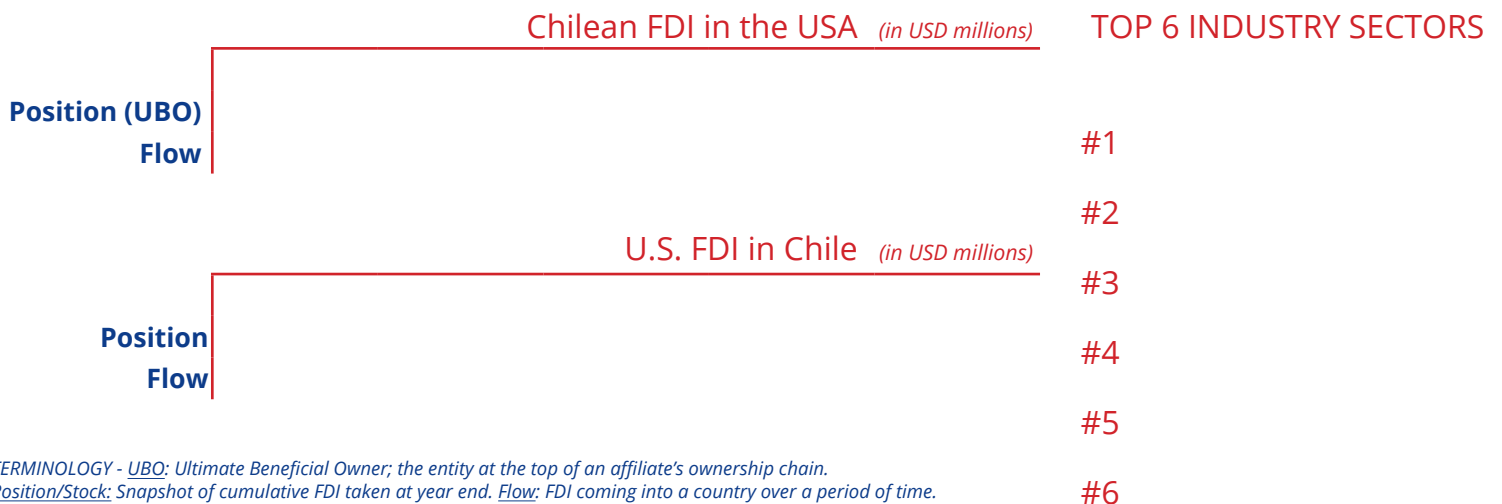 Chilean FDI in the USA (in USD millions)
TOP 6 INDUSTRY SECTORS
Position (UBO)
Flow
#1
#2
U.S. FDI in Chile (in USD millions)
#3
Position
#4
Flow
#5
TERMINOLOGY - UBO: Ultimate Beneficial Owner; the entity at the top of an affiliate's ownership chain.
Position/Stock: Snapshot of cumulative FDI taken at year end. Flow: FDI coming into a country over a period of time.
#6